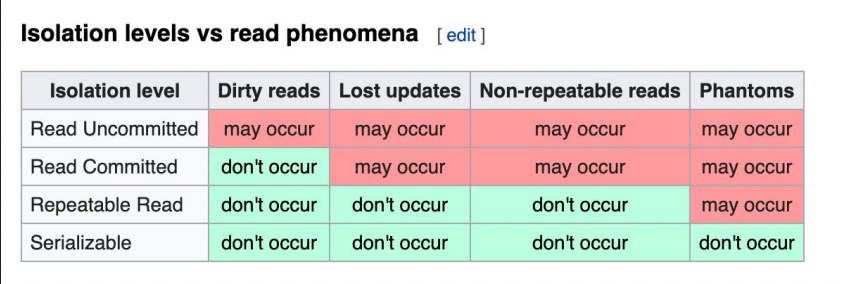 Isolation levels vs read phenomena [ edit ]
Isolation level Dirty reads Lost updates Non-repeatable reads Phantoms
Read Uncommitted may occur may occur may occur may occur
Read Committed don't occur may occur may occur may occur
Repeatable Read don't occur don't occur don't occur may occur
Serializable don't occur don't occur don't occur don't occur